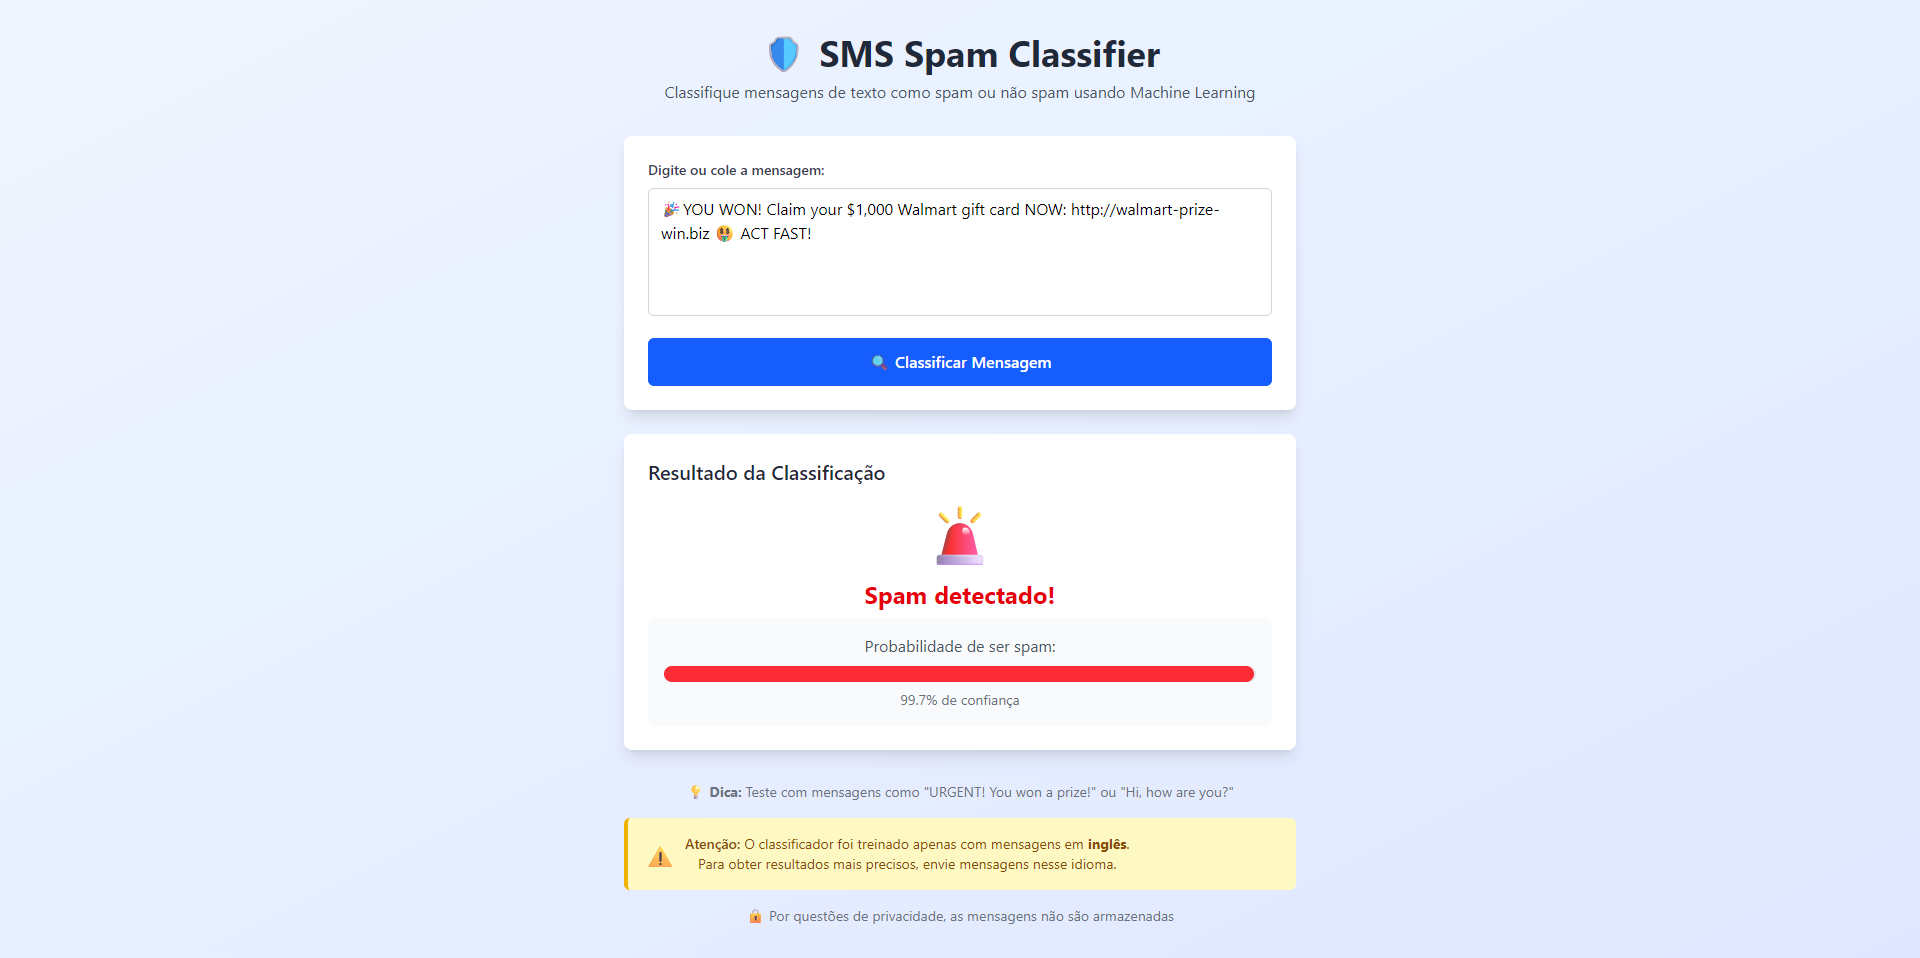 🛡️ SMS Spam Classifier
Classifique mensagens de texto como spam ou não spam usando Machine Learning
Digite ou cole a mensagem:
🎉YOU WON! Claim your $1,000 Walmart gift card NOW: http://walmart-prize-
win.biz 🤑 ACT FAST!
🔍 Classificar Mensagem
Resultado da Classificação
Spam detectado!
Probabilidade de ser spam:
99.7% de confiança
💡 Dica: Teste com mensagens como "URGENT! You won a prize!" ou "Hi, how are you?"
Atenção: O classificador foi treinado apenas com mensagens em inglês.
Para obter resultados mais precisos, envie mensagens nesse idioma.
🔒 Por questões de privacidade, as mensagens não são armazenadas